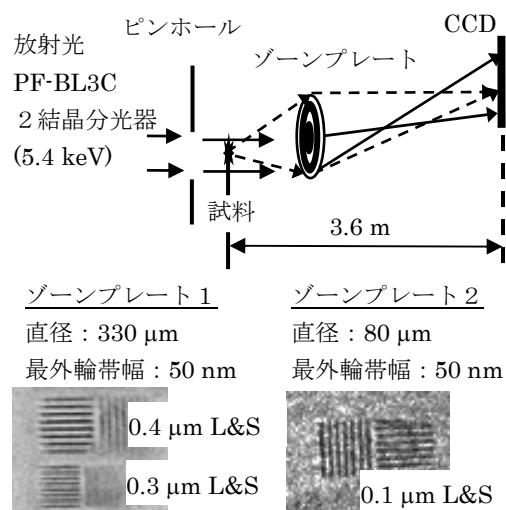 ピンホール
CCD
放射光
PF-BL3C
２結晶分光器
(5.4 keV)
ゾーンプレート
試料
3.6 m
ゾーンプレート１
直径：330 μm
最外輪帯幅：50 nm
0.4 μm L&S
0.3 μm L&S
ゾーンプレート２
直径：80 μm
最外輪帯幅：50 nm
0.1 μm L&S